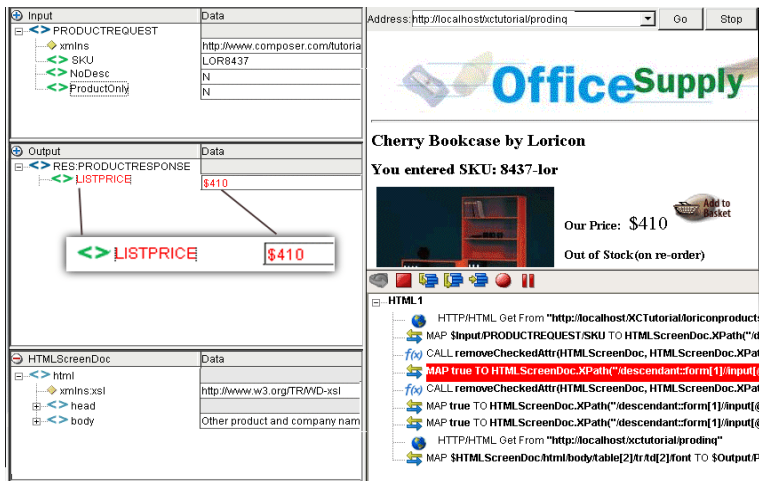 Input Data
PRODUCTREQUEST
xmlns http://www.composer.com/tutoria
SKU LOR8437
NoDesc N
ProductOnly N
Output Data
RES:PRODUCTRESPONSE
LISTPRICE $410
<> LISTPRICE $410
HTMLScreenDoc Data
html
xmlns:xsl http://www.w3.org/TR/WD-xsl
head
body Other product and company nam
Address: http://localhost/xctutorial/prodinq Go Stop
OfficeSupply
Cherry Bookcase by Loricon
You entered SKU: 8437-lor
Our Price: $410
Add to
Basket
Out of Stock(on re-order)
HTML1
HTTP/HTML Get From "http://localhost/XCTutorial/loriconproducts
MAP $Input/PRODUCTREQUEST/SKU TO HTMLScreenDoc.XPath("/d
f(x) CALL removeCheckedAttr(HTMLScreenDoc, HTMLScreenDoc.XPat
MAP true TO HTMLScreenDoc.XPath("/descendant::form[1]//input[@
f(x) CALL removeCheckedAttr(HTMLScreenDoc, HTMLScreenDoc.XPat
MAP true TO HTMLScreenDoc.XPath("/descendant::form[1]//input[@
MAP true TO HTMLScreenDoc.XPath("/descendant::form[1]//input[@
HTTP/HTML Get From "http://localhost/xctutorial/prodinq"
MAP $HTMLScreenDoc/html/body/table[2]/tr/td[2]/font TO $Output/P